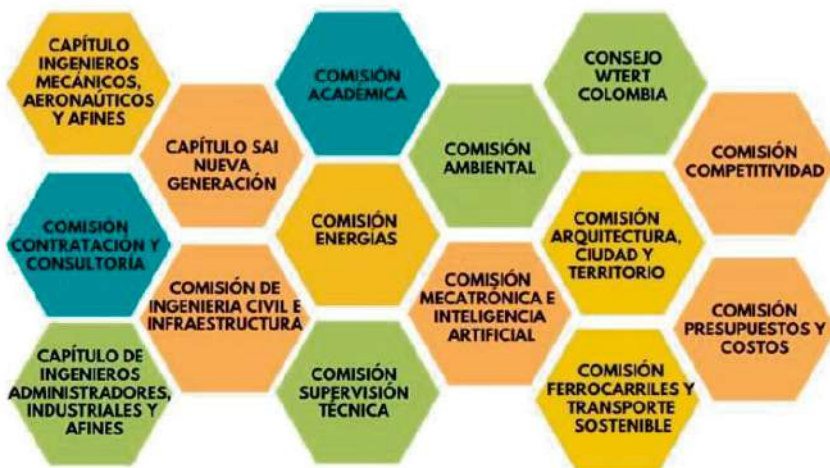 CAPÍTULO
INGENIEROS
MECÁNICOS,
AERONAÚTICOS
Y AFINES
COMISIÓN
CONTRATACIÓN Y
CONSULTORÍA
CAPÍTULO DE
INGENIEROS
ADMINISTRADORES,
INDUSTRIALES Y
AFINES
CAPÍTULO SAI
NUEVA
GENERACIÓN
COMISIÓN DE
INGENIERIA CIVIL E
INFRAESTRUCTURA
COMISIÓN
ACADÉMICA
COMISIÓN
ENERGÍAS
COMISIÓN
SUPERVISIÓN
TÉCNICA
COMISIÓN
AMBIENTAL
COMISIÓN
MECATRÓNICA E
INTELIGENCIA
ARTIFICIAL
CONSEJO
WTERT
COLOMBIA
COMISIÓN
ARQUITECTURA,
CIUDAD Y
TERRITORIO
COMISIÓN
FERROCARRILES Y
TRANSPORTE
SOSTENIBLE
COMISIÓN
COMPETITIVIDAD
COMISIÓN
PRESUPUESTOS Y
COSTOS